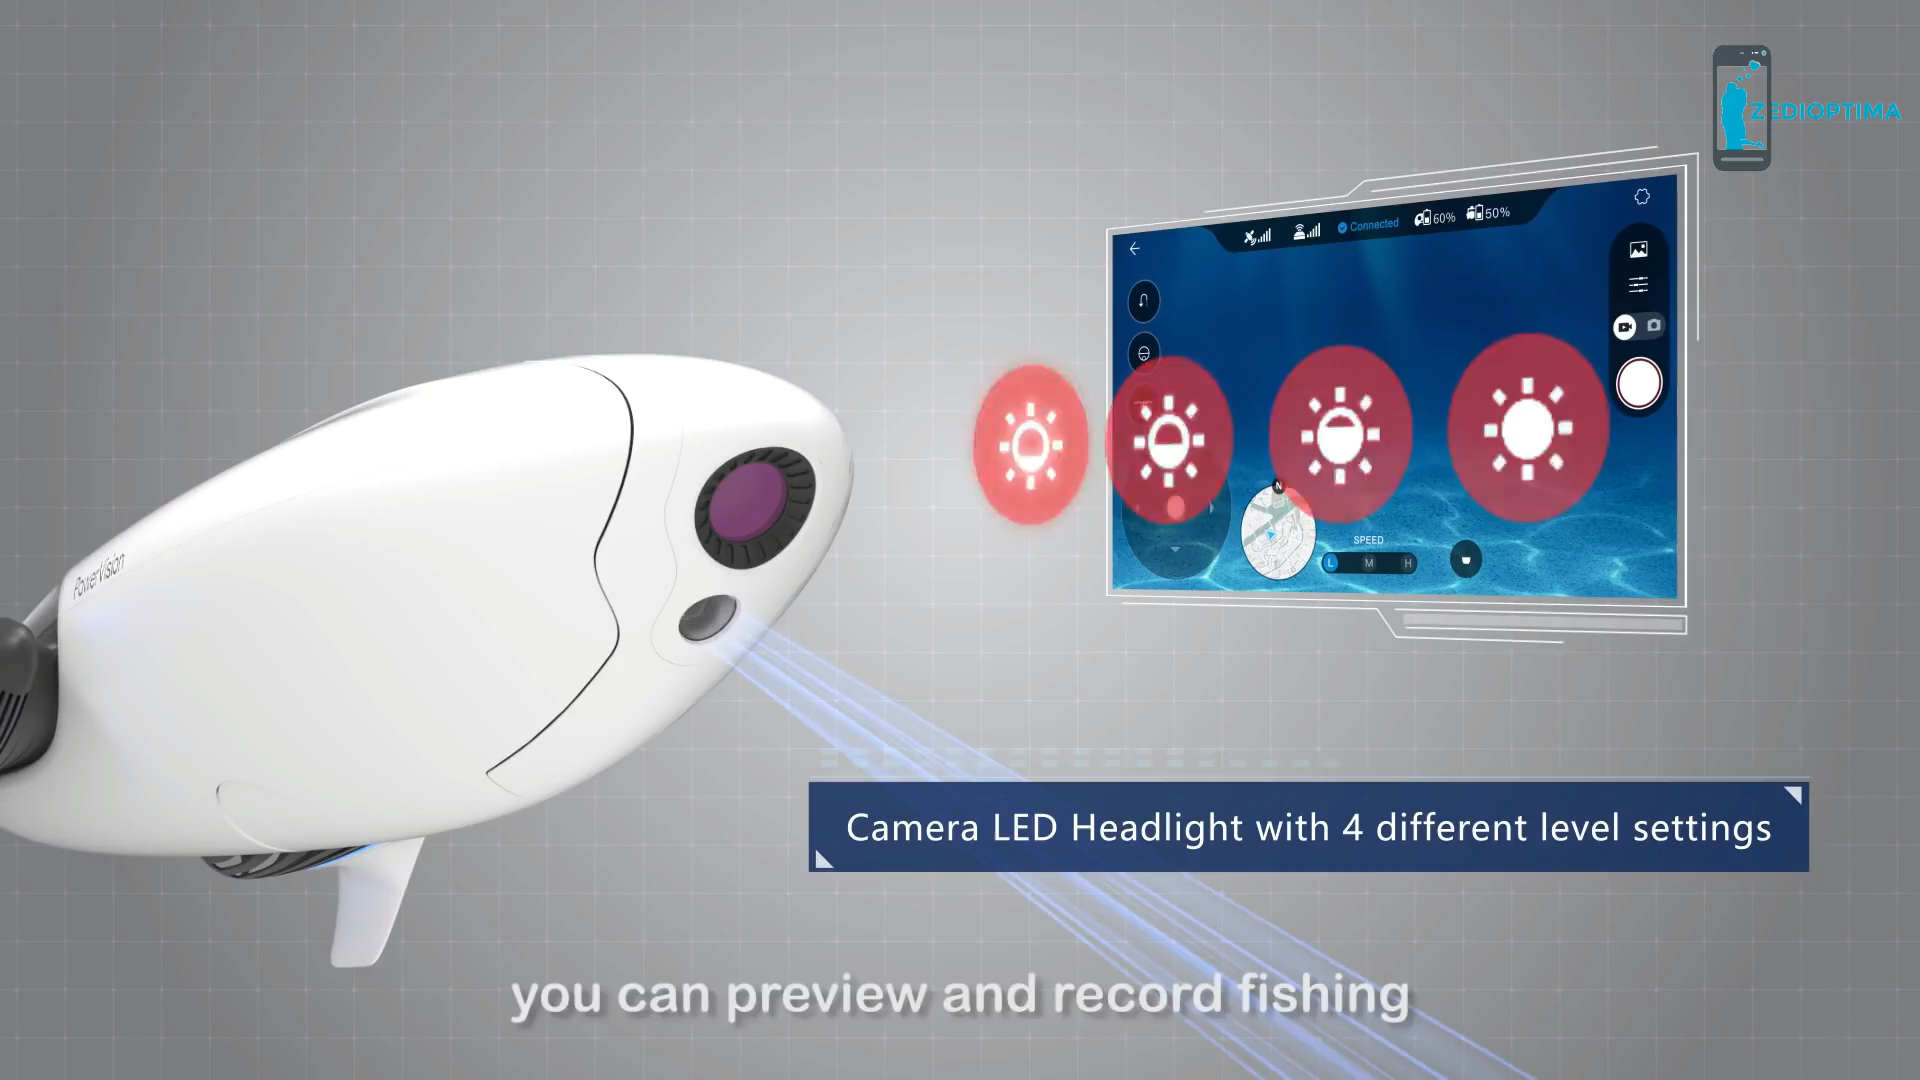 ZEDIOPTIMA
Connected
60%
50%
N
SPEED
L M H
PowerVision
Camera LED Headlight with 4 different level settings
you can preview and record fishing